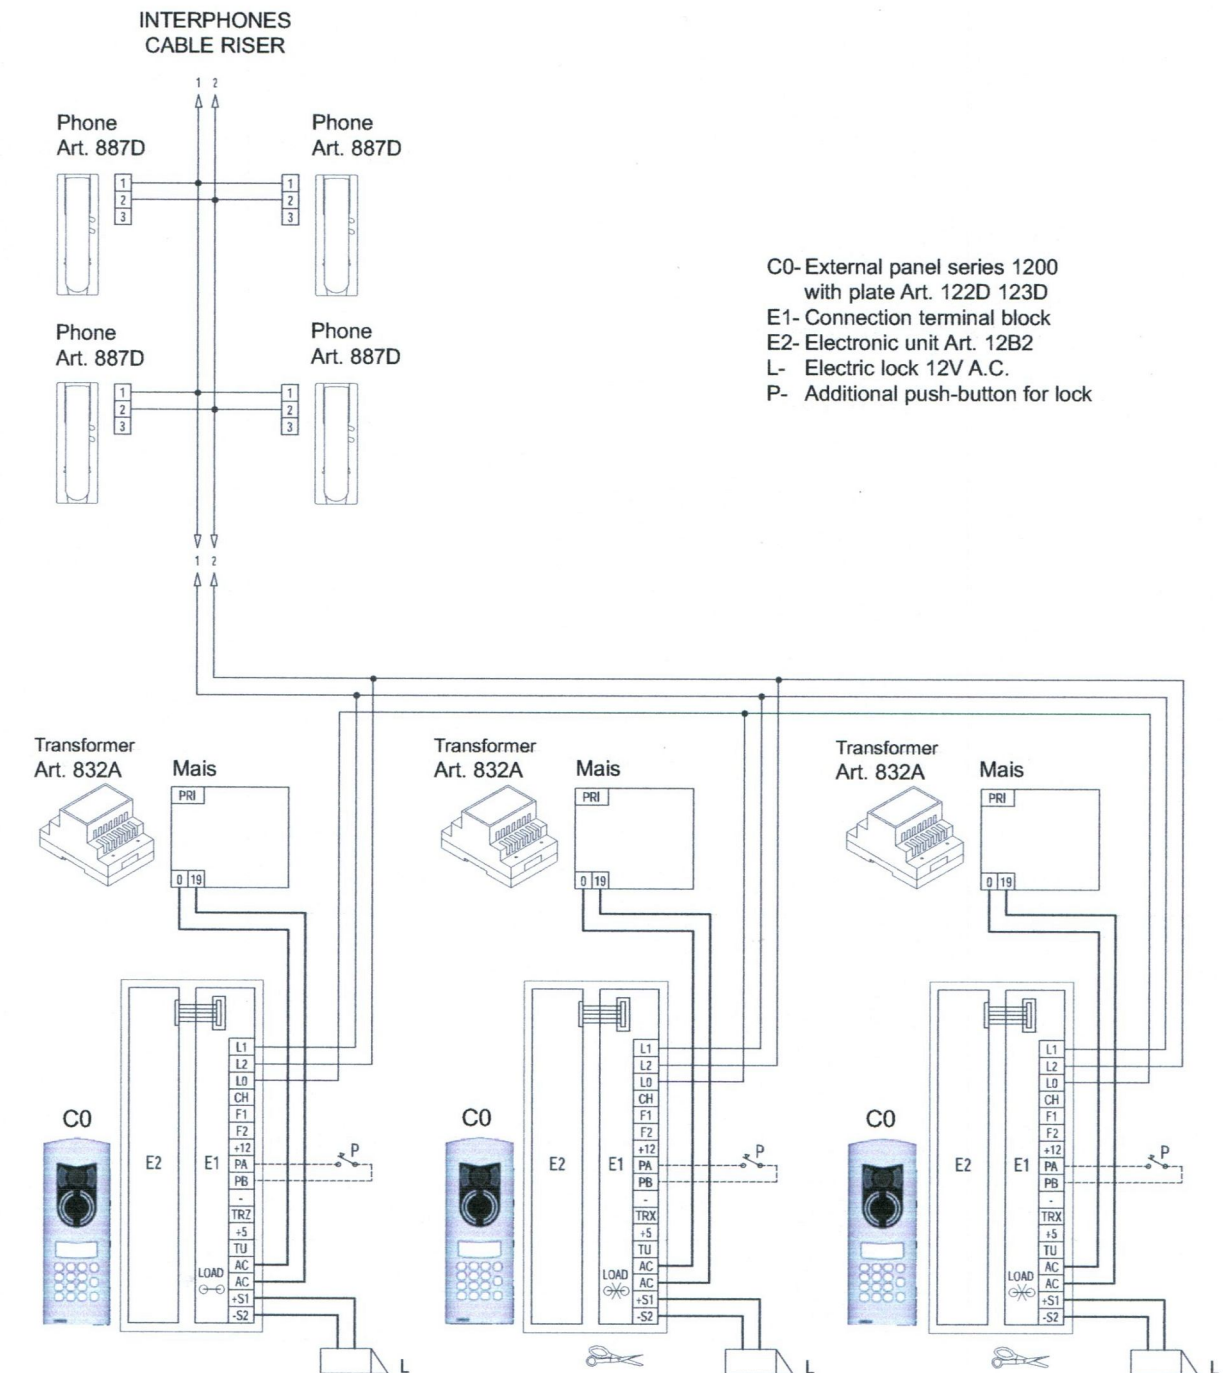 INTERPHONES
CABLE RISER
1 2
Phone
Art. 887D
Phone
Art. 887D
1
2
3
1
2
3
Phone
Art. 887D
Phone
Art. 887D
1
2
3
1
2
3
1 2
C0- External panel series 1200
with plate Art. 122D 123D
E1- Connection terminal block
E2- Electronic unit Art. 12B2
L- Electric lock 12V A.C.
P- Additional push-button for lock
Transformer
Art. 832A
Mais
PRI
0 19
Transformer
Art. 832A
Mais
PRI
0 19
Transformer
Art. 832A
Mais
PRI
0 19
C0
E2
E1
L1
L2
L0
CH
F1
F2
+12
PA
PB
-
TRZ
+5
TU
AC
AC
+S1
-S2
LOAD
P
L
C0
E2
E1
L1
L2
L0
CH
F1
F2
+12
PA
PB
-
TRX
+5
TU
AC
AC
+S1
-S2
LOAD
P
L
C0
E2
E1
L1
L2
L0
CH
F1
F2
+12
PA
PB
-
TRX
+5
TU
AC
AC
+S1
-S2
LOAD
P
L